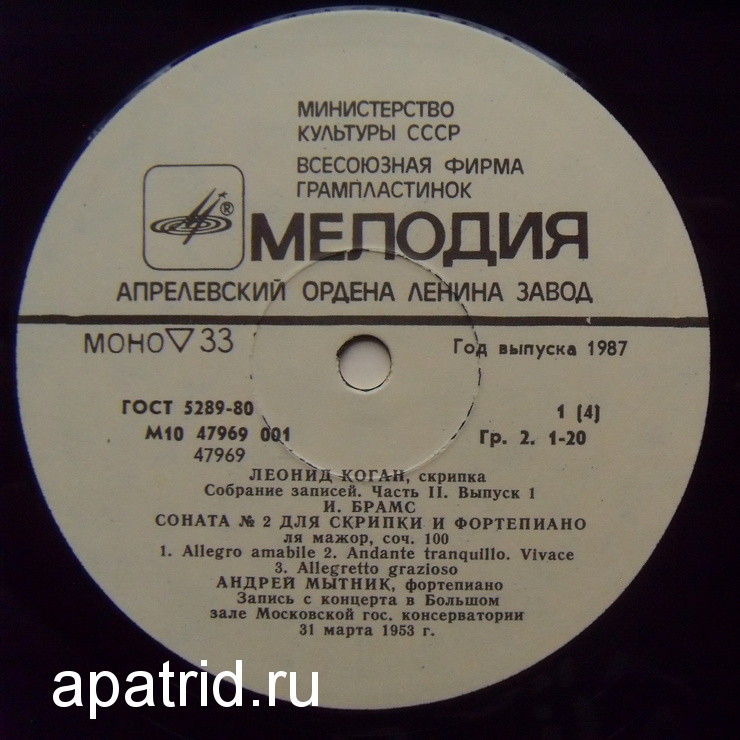 МИНИСТЕРСТВО
КУЛЬТУРЫ СССР
ВСЕСОЮЗНАЯ ФИРМА
ГРАМПЛАСТИНОК
®
МЕЛОДИЯ
АПРЕЛЕВСКИЙ ОРДЕНА ЛЕНИНА ЗАВОД
МОНО ▽ 33
Год выпуска 1987
ГОСТ 5289-80
1 (4)
М10 47969 001
Гр. 2. 1-20
47969
ЛЕОНИД КОГАН, скрипка
Собрание записей. Часть II. Выпуск 1
И. БРАМС
СОНАТА № 2 ДЛЯ СКРИПКИ И ФОРТЕПИАНО
ля мажор, соч. 100
1. Allegro amabile 2. Andante tranquillo. Vivace
3. Allegretto grazioso
АНДРЕЙ МЫТНИК, фортепиано
Запись с концерта в Большом
зале Московской гос. консерватории
31 марта 1953 г.
apatrid.ru